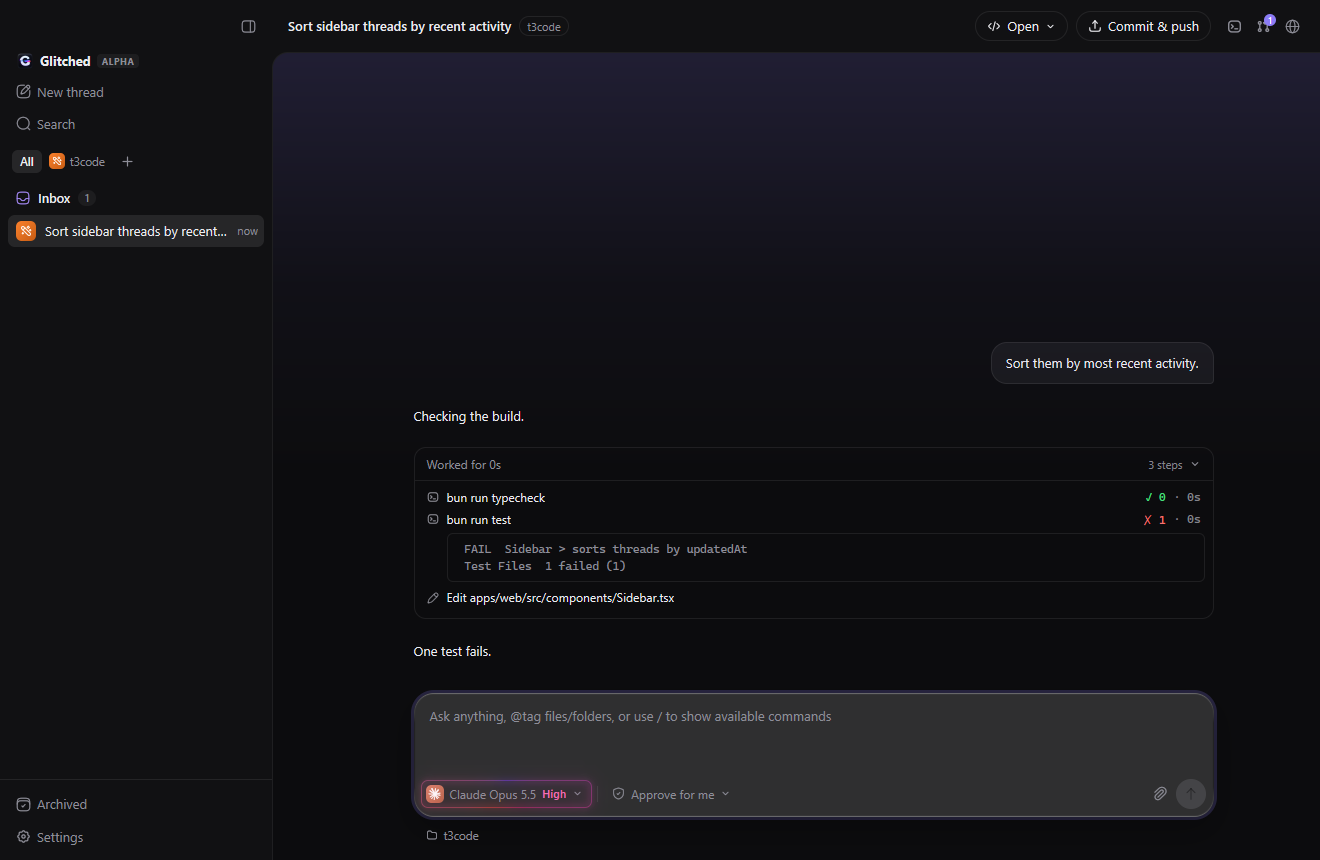 Sort sidebar threads by recent activity t3code
Open
Commit & push
1
Glitched ALPHA
New thread
Search
All t3code +
Inbox 1
Sort sidebar threads by recent... now
Sort them by most recent activity.
Checking the build.
Worked for 0s 3 steps
bun run typecheck ✓ 0 · 0s
bun run test ✗ 1 · 0s
FAIL Sidebar > sorts threads by updatedAt
Test Files 1 failed (1)
Edit apps/web/src/components/Sidebar.tsx
One test fails.
Ask anything, @tag files/folders, or use / to show available commands
Claude Opus 5.5 High Approve for me
t3code
Archived
Settings